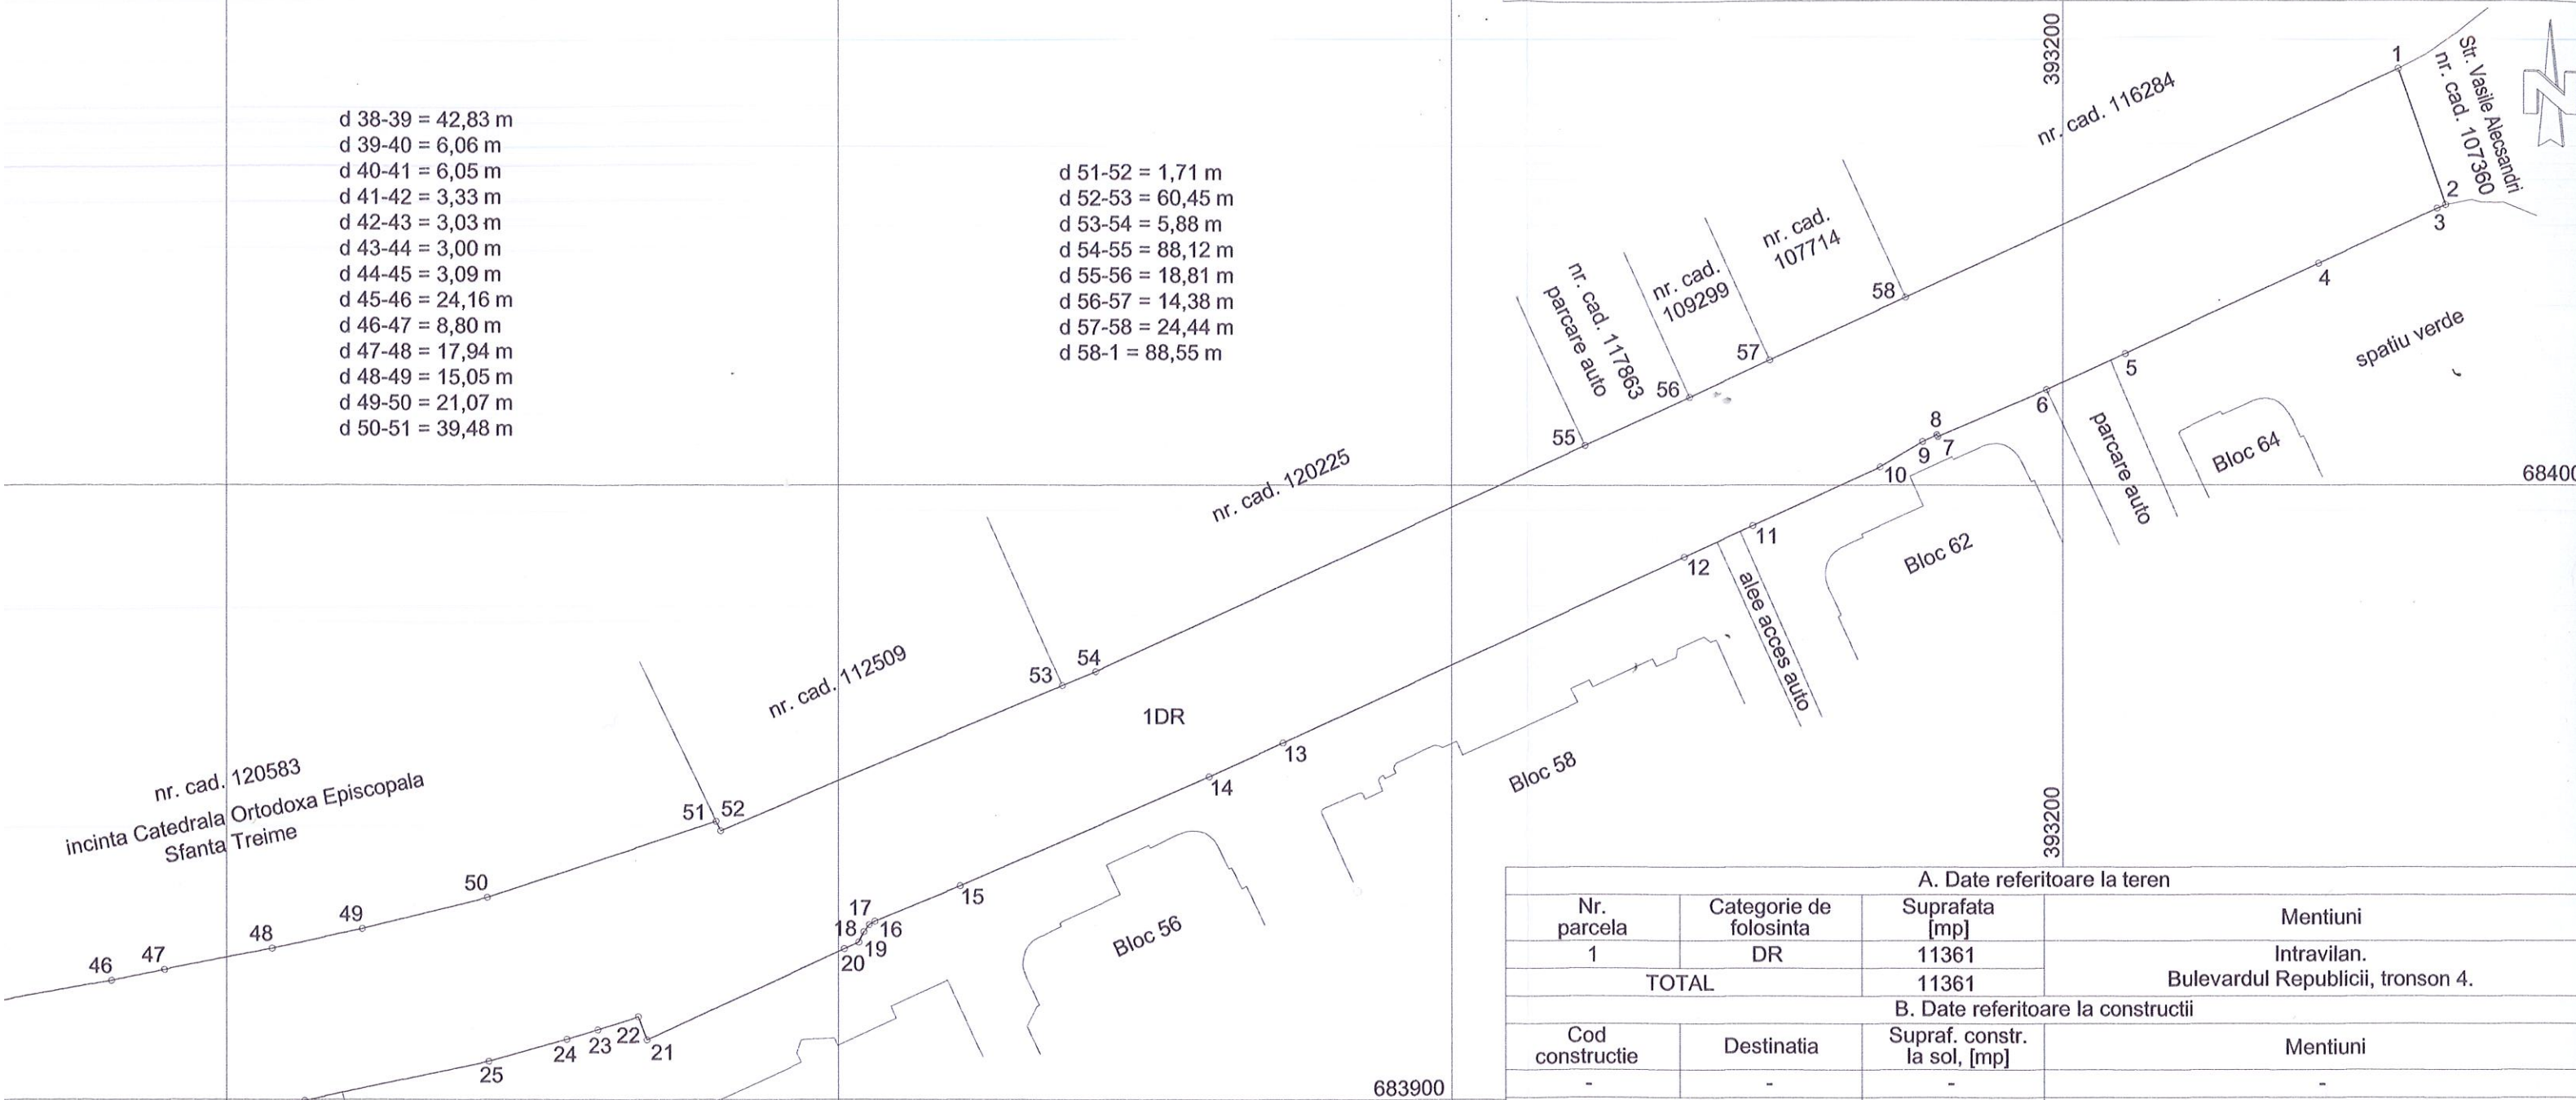 d 38-39 = 42,83 m
d 39-40 = 6,06 m
d 40-41 = 6,05 m
d 41-42 = 3,33 m
d 42-43 = 3,03 m
d 43-44 = 3,00 m
d 44-45 = 3,09 m
d 45-46 = 24,16 m
d 46-47 = 8,80 m
d 47-48 = 17,94 m
d 48-49 = 15,05 m
d 49-50 = 21,07 m
d 50-51 = 39,48 m
d 51-52 = 1,71 m
d 52-53 = 60,45 m
d 53-54 = 5,88 m
d 54-55 = 88,12 m
d 55-56 = 18,81 m
d 56-57 = 14,38 m
d 57-58 = 24,44 m
d 58-1 = 88,55 m
393200
1
Str. Vasile Alecsandri
nr. cad. 107360
nr. cad. 116284
2
3
4
nr. cad.
107714
nr. cad.
109299
nr. cad. 117863
parcare auto
58
57
56
55
5
6
spatiu verde
parcare auto
Bloc 64
8
7
9
10
68400
nr. cad. 120225
11
12
Bloc 62
alee acces auto
nr. cad. 112509
53
54
1DR
13
14
Bloc 58
nr. cad. 120583
incinta Catedrala Ortodoxa Episcopala
Sfanta Treime
51
52
393200
50
49
48
47
46
15
17
16
18
19
20
Bloc 56
22
21
23
24
25
683900
A. Date referitoare la teren
Nr.
parcela
Categorie de
folosinta
Suprafata
[mp]
Mentiuni
1
DR
11361
Intravilan.
Bulevardul Republicii, tronson 4.
TOTAL
11361
B. Date referitoare la constructii
Cod
constructie
Destinatia
Supraf. constr.
la sol, [mp]
Mentiuni
-
-
-
-